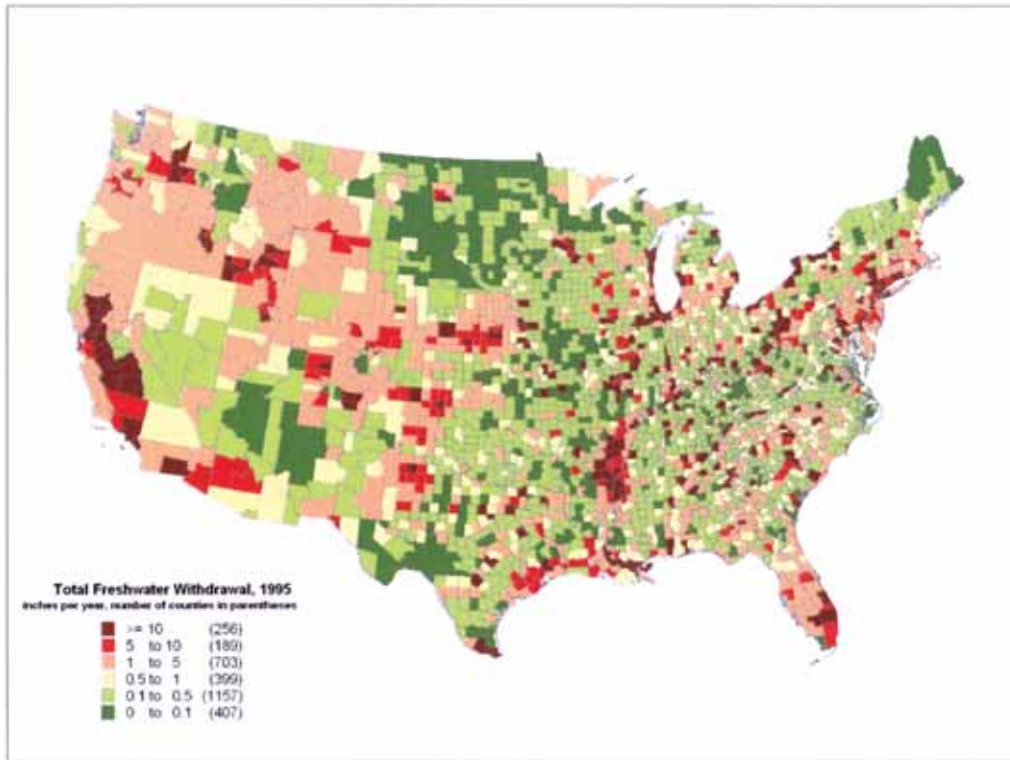 Total Freshwater Withdrawal, 1995
inches per year, number of counties in parentheses
>= 10 (256)
5 to 10 (189)
1 to 5 (703)
0.5 to 1 (399)
0.1 to 0.5 (1157)
0 to 0.1 (407)